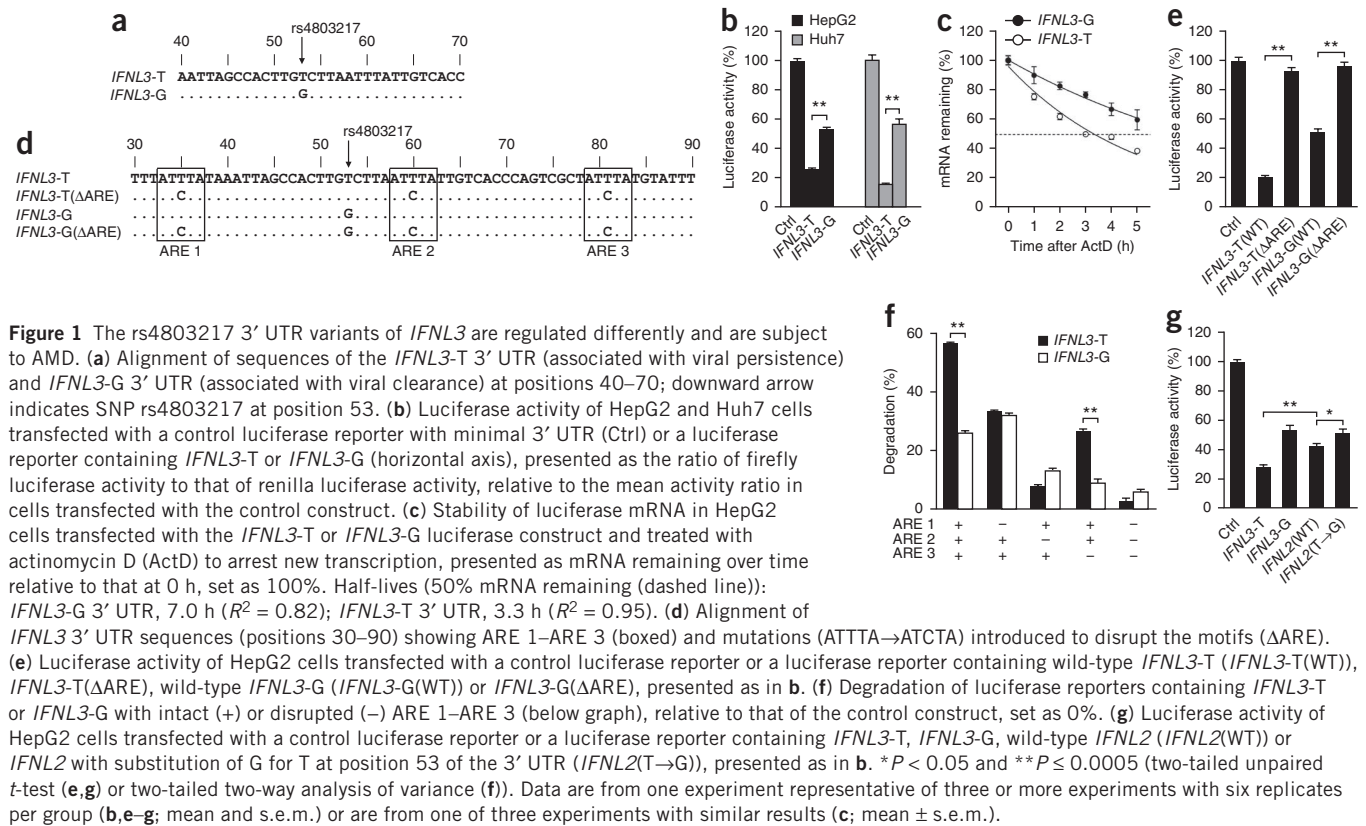 a
rs4803217
40 50 60 70
IFNL3-T AATTAGCCACTTGTCTTAATTTATTGTCACC
IFNL3-G .............G.................
b
HepG2
Huh7
Luciferase activity (%)
120
100
80
60
40
20
0
**
**
Ctrl
IFNL3-T
IFNL3-G
Ctrl
IFNL3-T
IFNL3-G
c
IFNL3-G
IFNL3-T
mRNA remaining (%)
120
100
80
60
40
20
0
0 1 2 3 4 5
Time after ActD (h)
e
Luciferase activity (%)
120
100
80
60
40
20
0
**
**
Ctrl
IFNL3-T(WT)
IFNL3-T(ΔARE)
IFNL3-G(WT)
IFNL3-G(ΔARE)
d
rs4803217
30 40 50 60 70 80 90
IFNL3-T TTTATTTATAAATTAGCCACTTGTCTTAATTTATTGTCACCCAGTCGCTATTTATGTATTT
IFNL3-T(ΔARE) C C C
IFNL3-G G
IFNL3-G(ΔARE) C G C C
ARE 1 ARE 2 ARE 3
f
IFNL3-T
IFNL3-G
Degradation (%)
60
40
20
0
**
**
ARE 1 + – + + –
ARE 2 + + – + –
ARE 3 + + + – –
g
Luciferase activity (%)
120
100
80
60
40
20
0
**
*
Ctrl
IFNL3-T
IFNL3-G
IFNL2(WT)
IFNL2(T→G)
Figure 1 The rs4803217 3′ UTR variants of IFNL3 are regulated differently and are subject
to AMD. (a) Alignment of sequences of the IFNL3-T 3′ UTR (associated with viral persistence)
and IFNL3-G 3′ UTR (associated with viral clearance) at positions 40–70; downward arrow
indicates SNP rs4803217 at position 53. (b) Luciferase activity of HepG2 and Huh7 cells
transfected with a control luciferase reporter with minimal 3′ UTR (Ctrl) or a luciferase
reporter containing IFNL3-T or IFNL3-G (horizontal axis), presented as the ratio of firefly
luciferase activity to that of renilla luciferase activity, relative to the mean activity ratio in
cells transfected with the control construct. (c) Stability of luciferase mRNA in HepG2
cells transfected with the IFNL3-T or IFNL3-G luciferase construct and treated with
actinomycin D (ActD) to arrest new transcription, presented as mRNA remaining over time
relative to that at 0 h, set as 100%. Half-lives (50% mRNA remaining (dashed line)):
IFNL3-G 3′ UTR, 7.0 h (R² = 0.82); IFNL3-T 3′ UTR, 3.3 h (R² = 0.95). (d) Alignment of
IFNL3 3′ UTR sequences (positions 30–90) showing ARE 1–ARE 3 (boxed) and mutations (ATTTA→ATCTA) introduced to disrupt the motifs (ΔARE).
(e) Luciferase activity of HepG2 cells transfected with a control luciferase reporter or a luciferase reporter containing wild-type IFNL3-T (IFNL3-T(WT)),
IFNL3-T(ΔARE), wild-type IFNL3-G (IFNL3-G(WT)) or IFNL3-G(ΔARE), presented as in b. (f) Degradation of luciferase reporters containing IFNL3-T
or IFNL3-G with intact (+) or disrupted (–) ARE 1–ARE 3 (below graph), relative to that of the control construct, set as 0%. (g) Luciferase activity of
HepG2 cells transfected with a control luciferase reporter or a luciferase reporter containing IFNL3-T, IFNL3-G, wild-type IFNL2 (IFNL2(WT)) or
IFNL2 with substitution of G for T at position 53 of the 3′ UTR (IFNL2(T→G)), presented as in b. *P < 0.05 and **P ≤ 0.0005 (two-tailed unpaired
t-test (e,g) or two-tailed two-way analysis of variance (f)). Data are from one experiment representative of three or more experiments with six replicates
per group (b,e–g; mean and s.e.m.) or are from one of three experiments with similar results (c; mean ± s.e.m.).